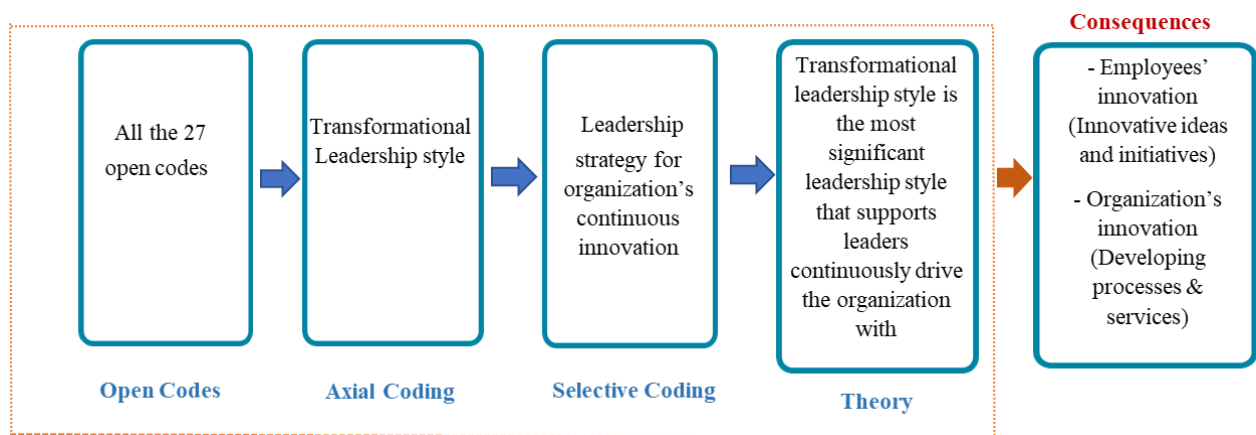 Consequences
All the 27
open codes
Transformational
Leadership style
Leadership
strategy for
organization’s
continuous
innovation
Transformational
leadership style is
the most
significant
leadership style
that supports
leaders
continuously drive
the organization
with
- Employees’
innovation
(Innovative ideas
and initiatives)
- Organization’s
innovation
(Developing
processes &
services)
Open Codes
Axial Coding
Selective Coding
Theory